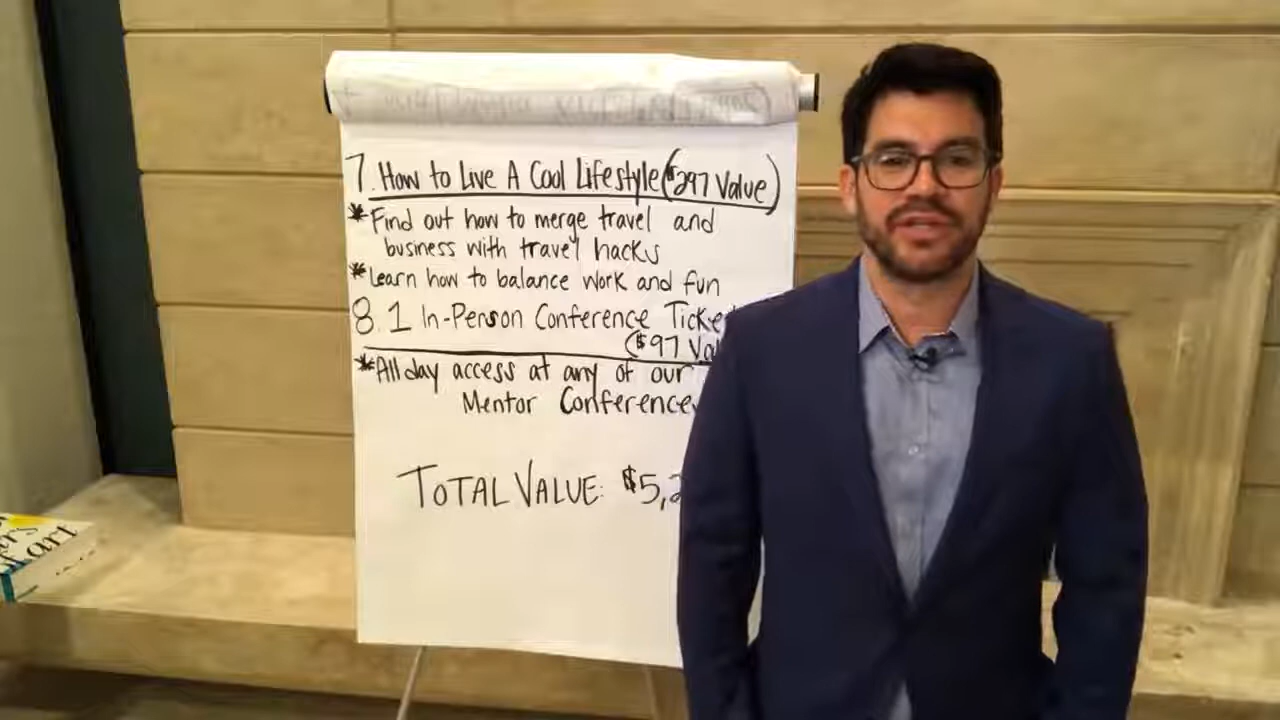 7. How to Live A Cool Lifestyle ($297 Value)
* Find out how to merge travel and
business with travel hacks
* Learn how to balance work and fun
8. 1 In-Person Conference Ticke
($97 Val
* All day access at any of our
Mentor Conference
TOTAL VALUE: $5,2
art